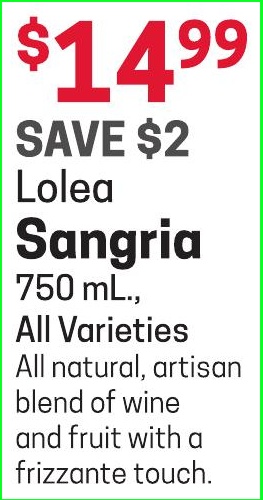 $14.99
SAVE $2
Lolea
Sangria
750 mL.,
All Varieties
All natural, artisan
blend of wine
and fruit with a
frizzante touch.